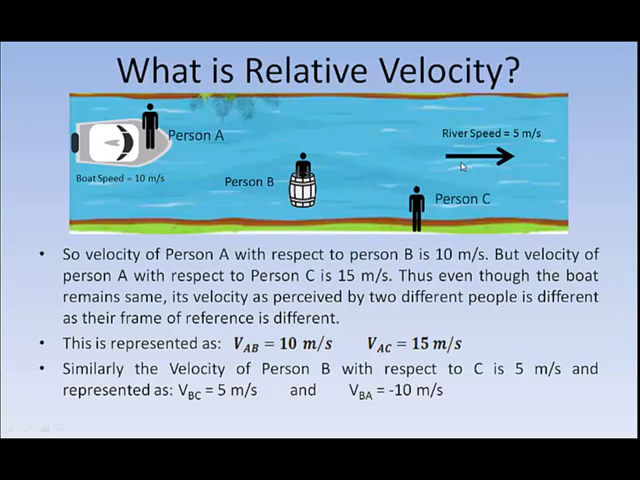 What is Relative Velocity?
Person A
River Speed = 5 m/s
Boat Speed = 10 m/s
Person B
Person C
• So velocity of Person A with respect to person B is 10 m/s. But velocity of
person A with respect to Person C is 15 m/s. Thus even though the boat
remains same, its velocity as perceived by two different people is different
as their frame of reference is different.
• This is represented as: V_AB = 10 m/s V_AC = 15 m/s
• Similarly the Velocity of Person B with respect to C is 5 m/s and
represented as: V_BC = 5 m/s and V_BA = -10 m/s